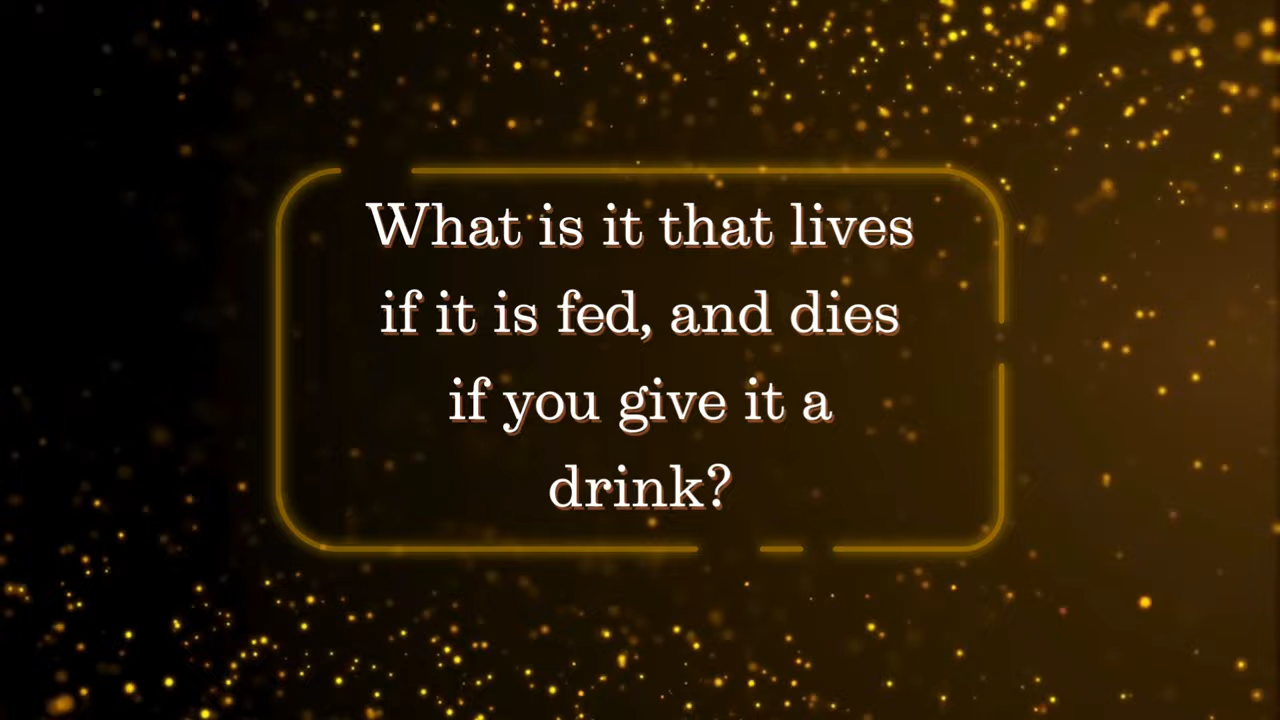 What is it that lives
if it is fed, and dies
if you give it a
drink?